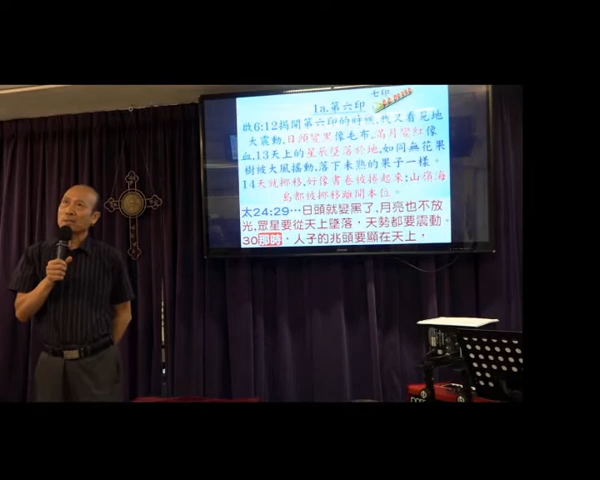 七印
1a.第六印
啟6:12揭開第六印的時候,我又看見地
大震動,日頭變黑像毛布,滿月變紅像
血,13天上的星辰墜落於地,如同無花果
樹被大風搖動,落下未熟的果子一樣。
14天就挪移,好像書卷被捲起來;山嶺海
島都被挪移離開本位。
太24:29…日頭就變黑了,月亮也不放
光,眾星要從天上墜落,天勢都要震動。
30那時,人子的兆頭要顯在天上,